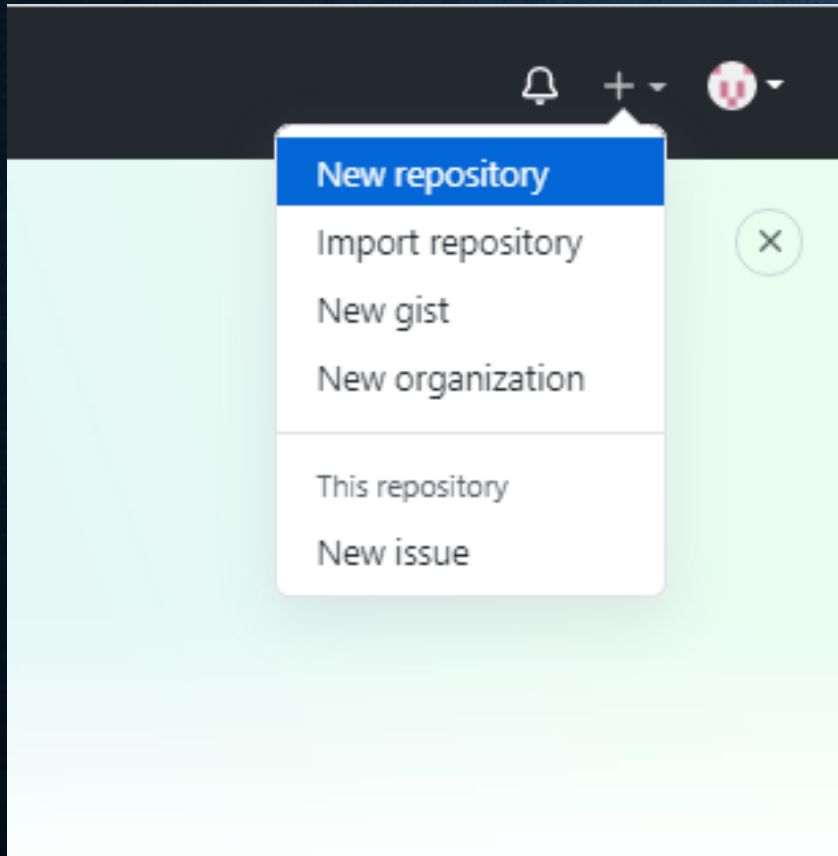 New repository
Import repository
New gist
New organization
This repository
New issue